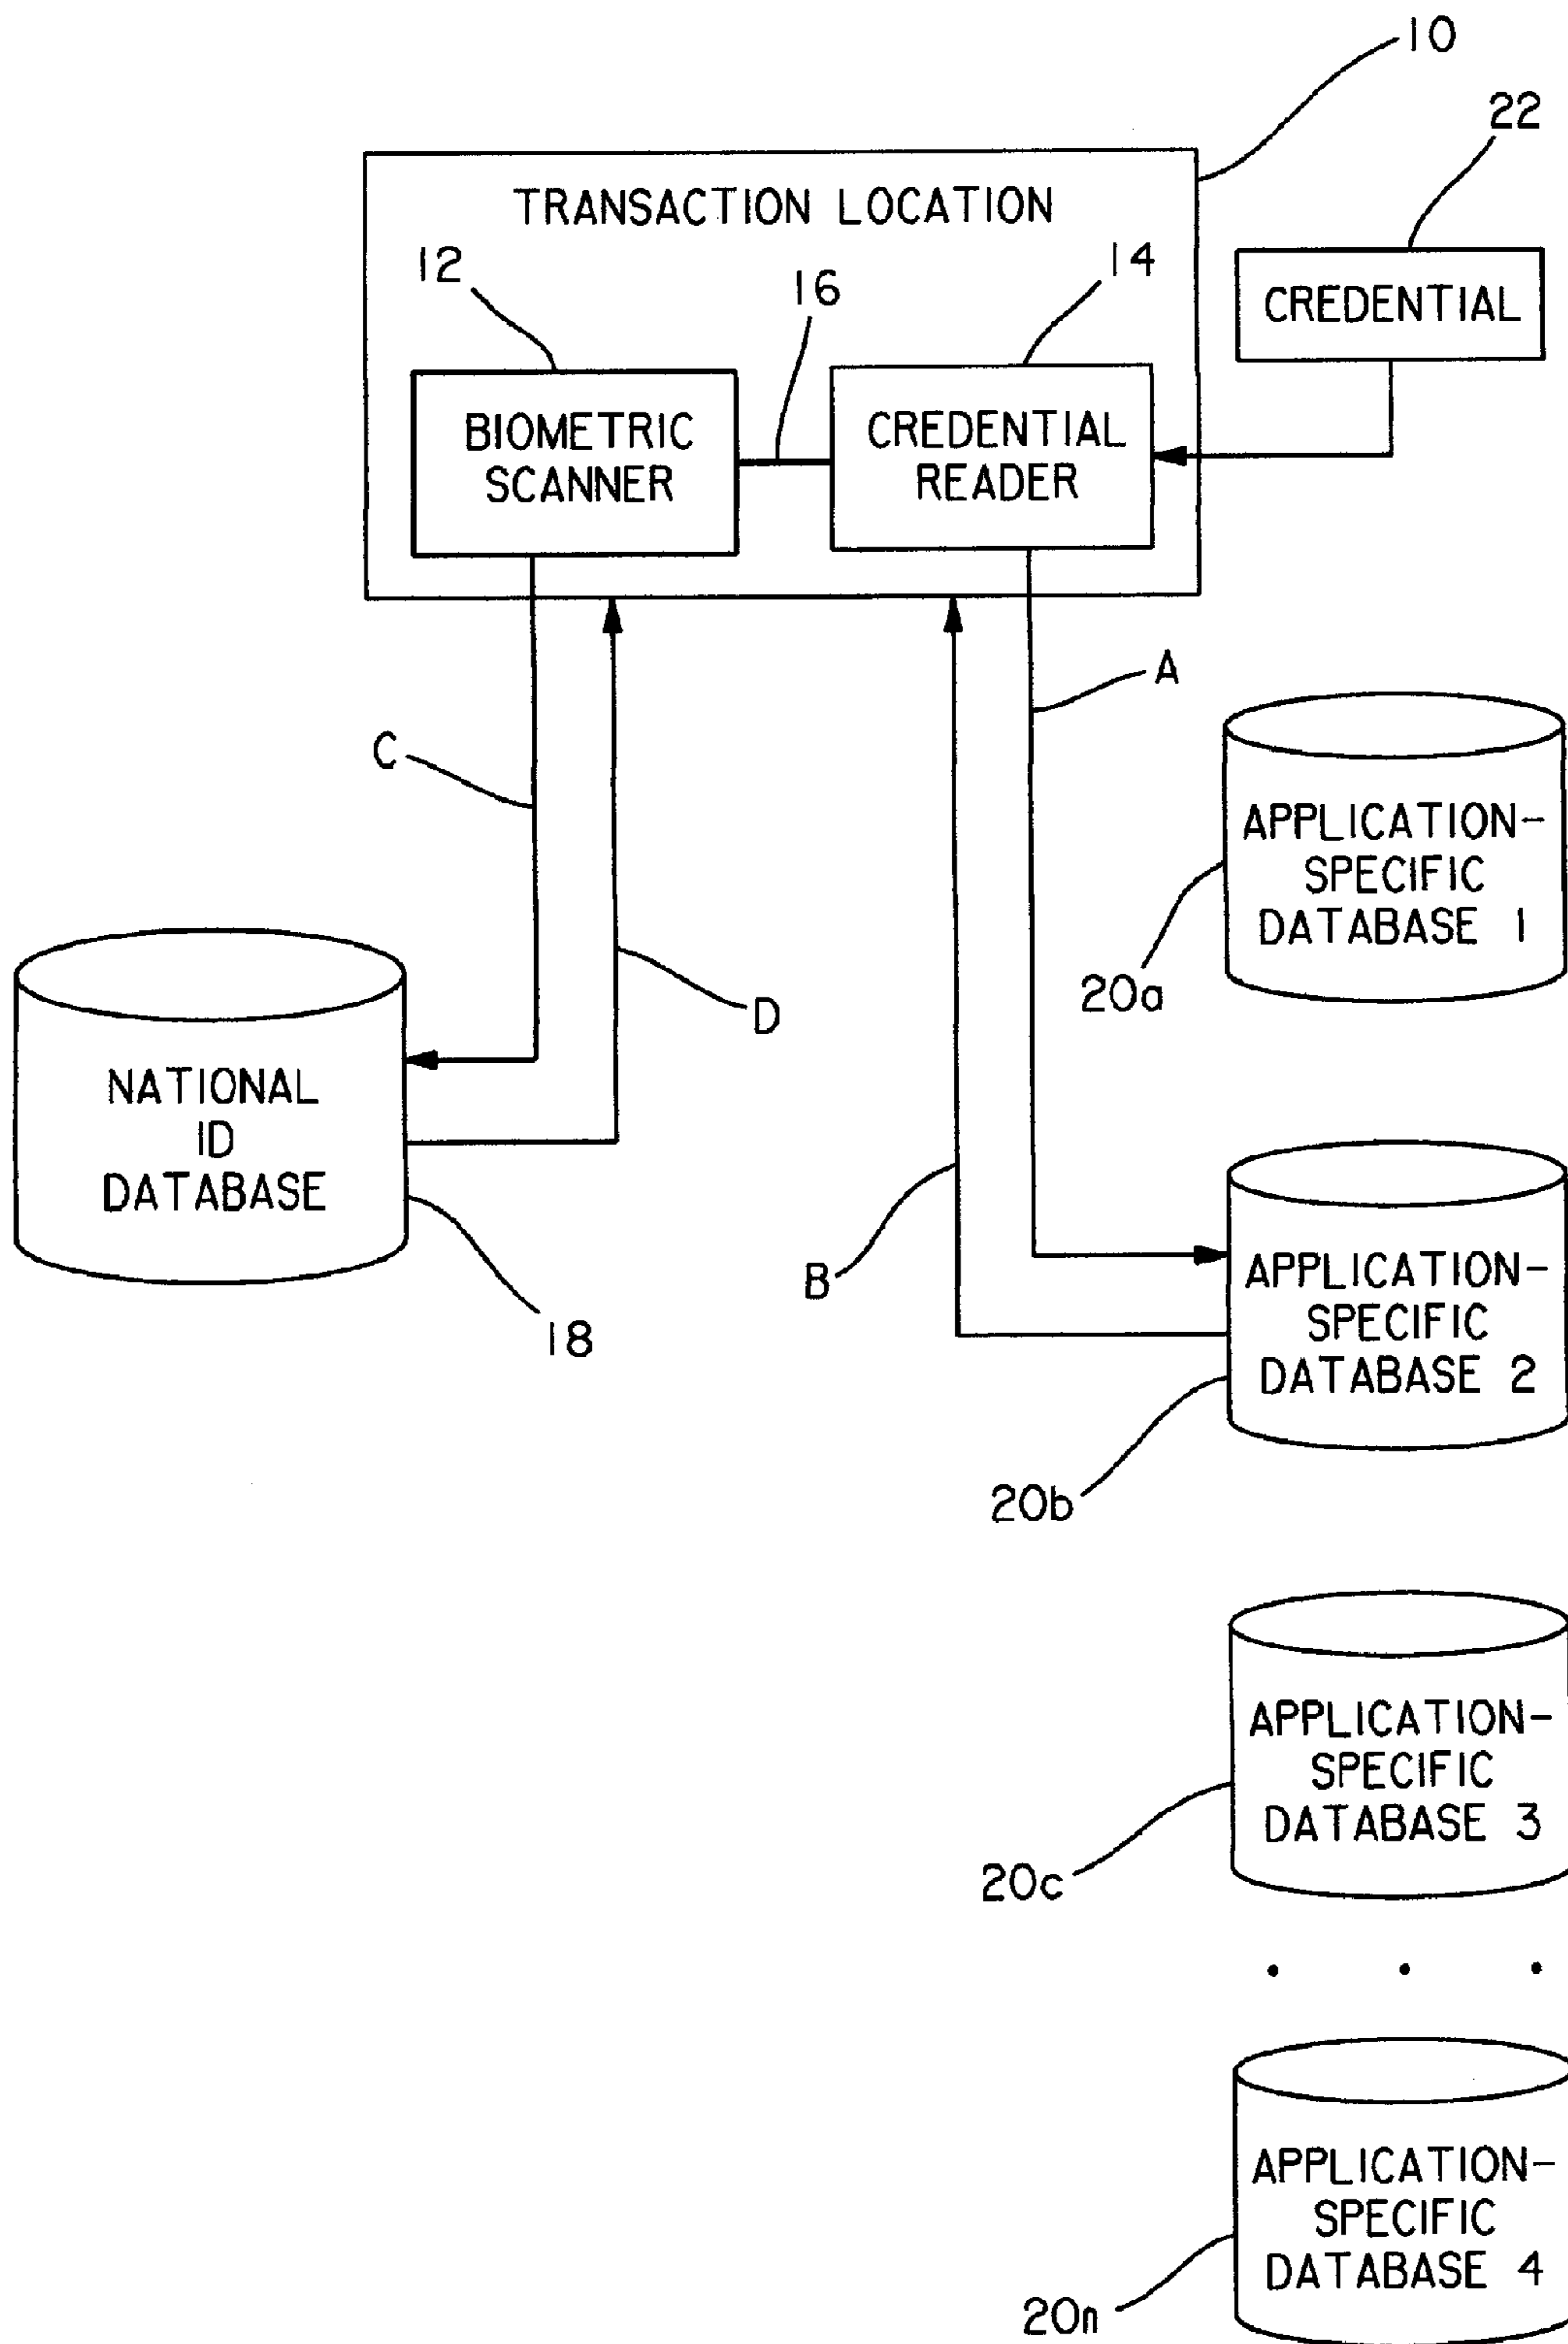 10
22
TRANSACTION LOCATION
12
16
14
CREDENTIAL
BIOMETRIC
SCANNER
CREDENTIAL
READER
A
C
APPLICATION-
SPECIFIC
DATABASE 1
20a
D
NATIONAL
ID
DATABASE
18
B
APPLICATION-
SPECIFIC
DATABASE 2
20b
APPLICATION-
SPECIFIC
DATABASE 3
20c
. . .
APPLICATION-
SPECIFIC
DATABASE 4
20n